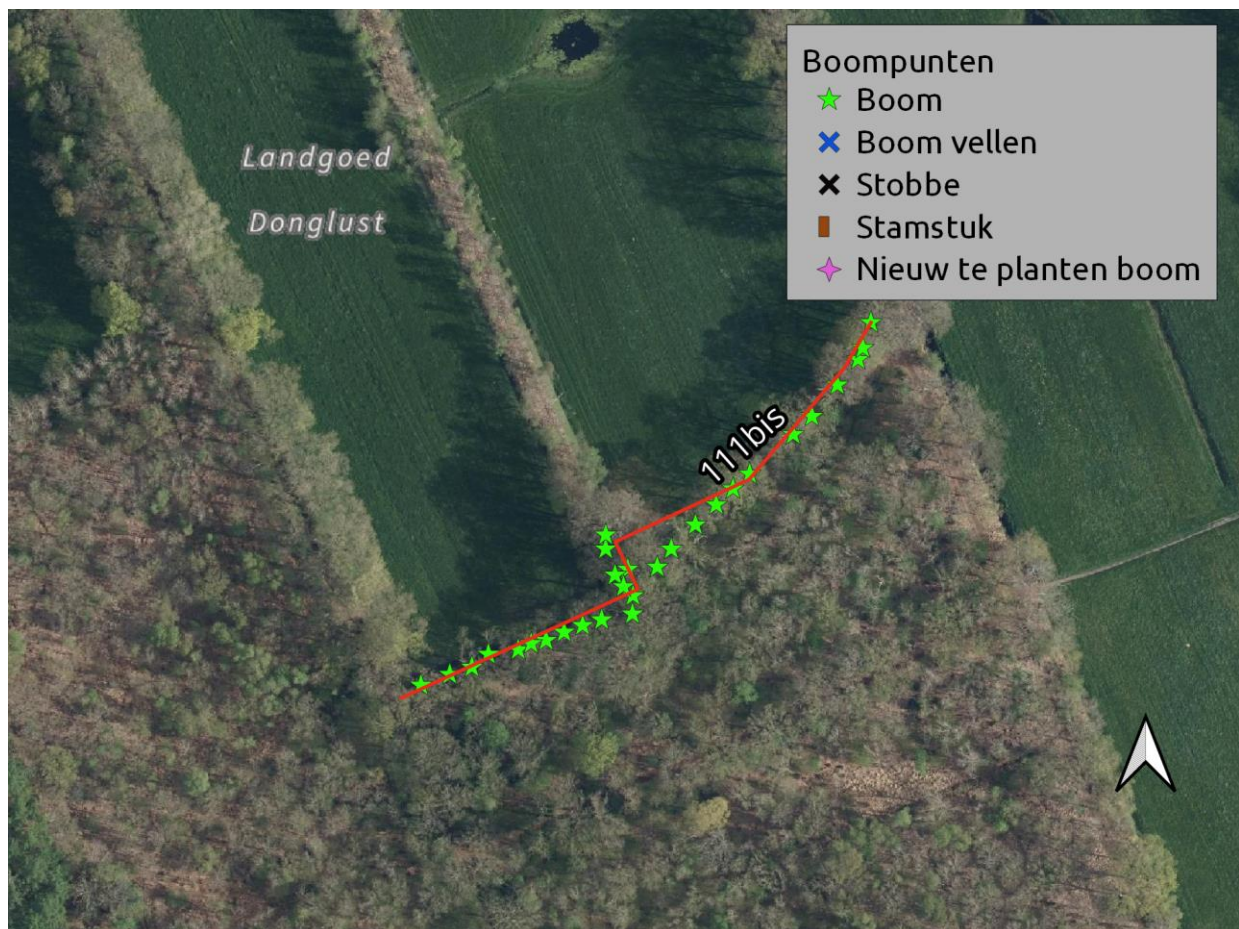 Boompunten
Boom
Boom vellen
Stobbe
Stamstuk
Nieuw te planten boom
Landgoed
Donglust
111bis